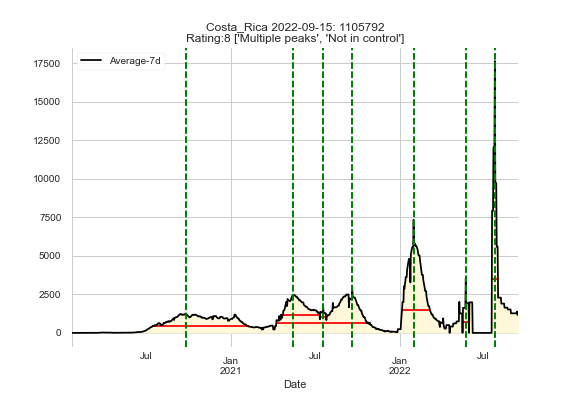 Costa_Rica 2022-09-15: 1105792
Rating:8 ['Multiple peaks', 'Not in control']
Average-7d
17500
15000
12500
10000
7500
5000
2500
0
Jul
Jan
2021
Jul
Jan
2022
Jul
Date